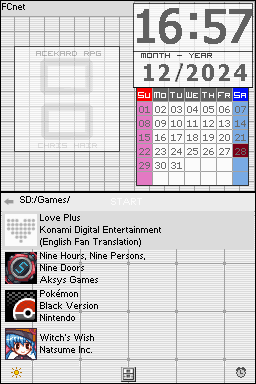 FCnet
16:57
ACEKARD RPG
MONTH - YEAR
12/2024
CHRIS HAIR
Su Mo Tu We Th Fr Sa
01 02 03 04 05 06 07
08 09 10 11 12 13 14
15 16 17 18 19 20 21
22 23 24 25 26 27 28
29 30 31
SD:/Games/
START
Love Plus
Konami Digital Entertainment
(English Fan Translation)
Nine Hours, Nine Persons,
Nine Doors
Aksys Games
Pokémon
Black Version
Nintendo
Witch's Wish
Natsume Inc.